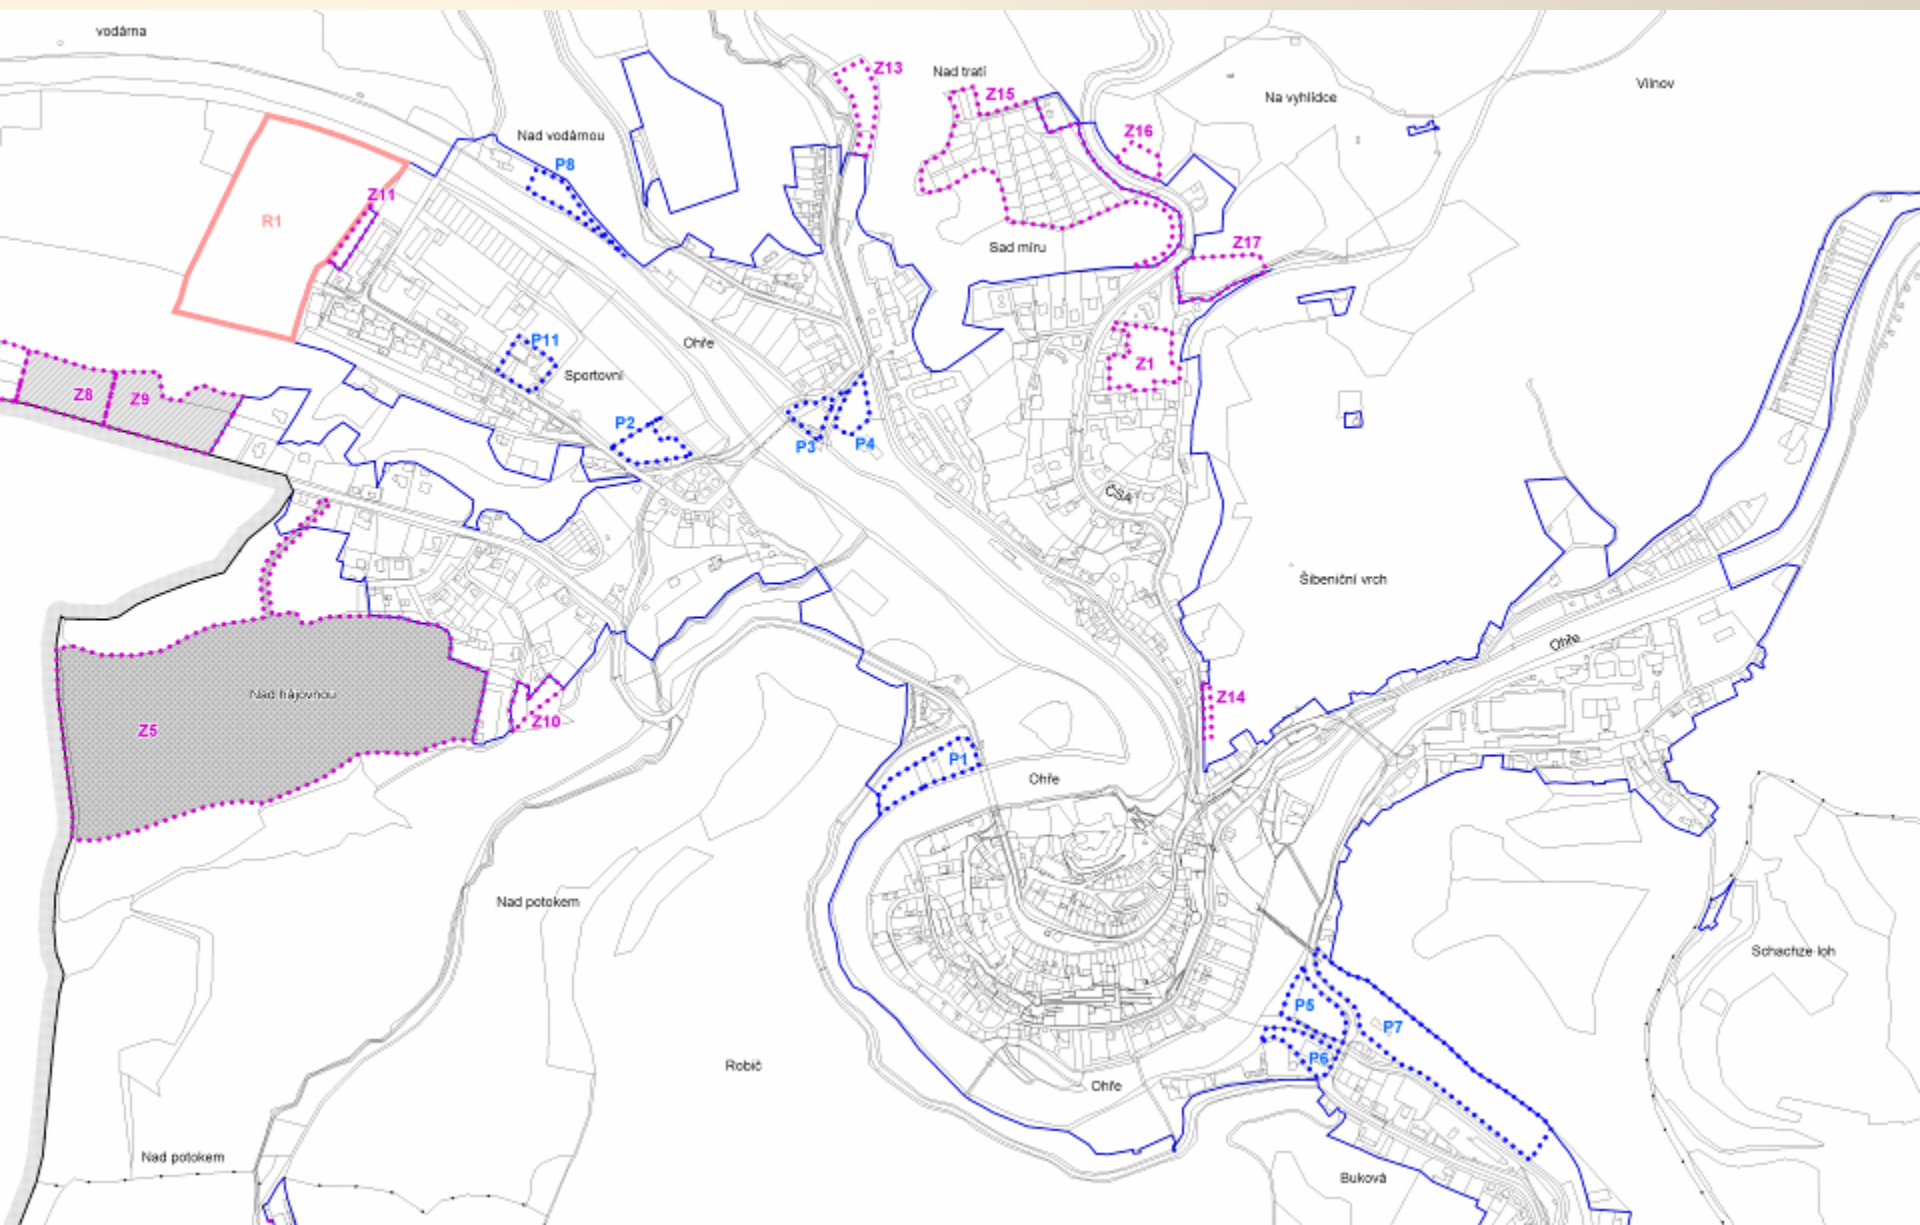 vodárna
Z13
Nad tratí
Z15
Vilnov
Na vyhlídce
Nad vodárnou
Z16
P8
Z11
R1
Z17
Sad míru
P11
Ohře
Sportovní
Z1
Z8
Z9
P2
P3
P4
ČSA
Šibeniční vrch
Ohře
Nad hájovnou
Z14
Z5
Z10
P1
Ohře
Nad potokem
Schachze loh
P5
P7
P6
Robič
Ohře
Nad potokem
Buková